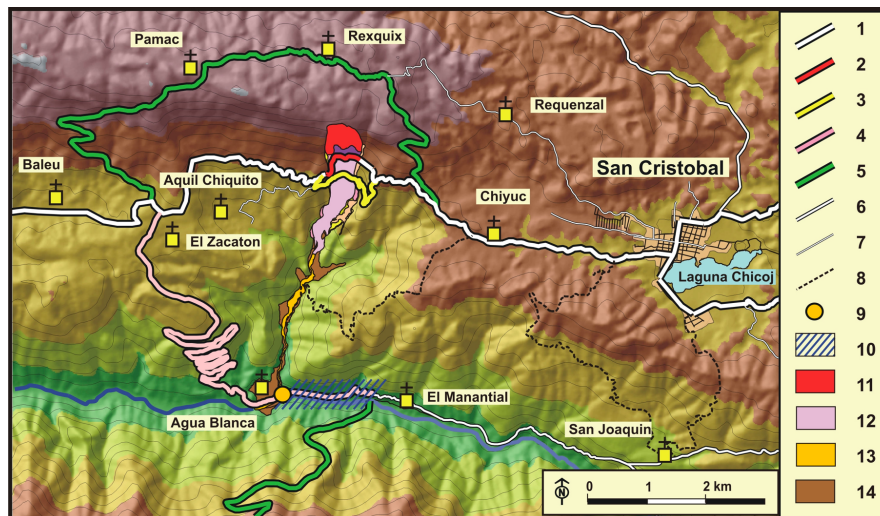 Pamac
Rexquix
Requenzal
San Cristobal
Baleu
Aquil Chiquito
Chiyuc
El Zacaton
Laguna Chicoj
El Manantial
Agua Blanca
San Joaquin
N
0 1 2 km
1
2
3
4
5
6
7
8
9
10
11
12
13
14